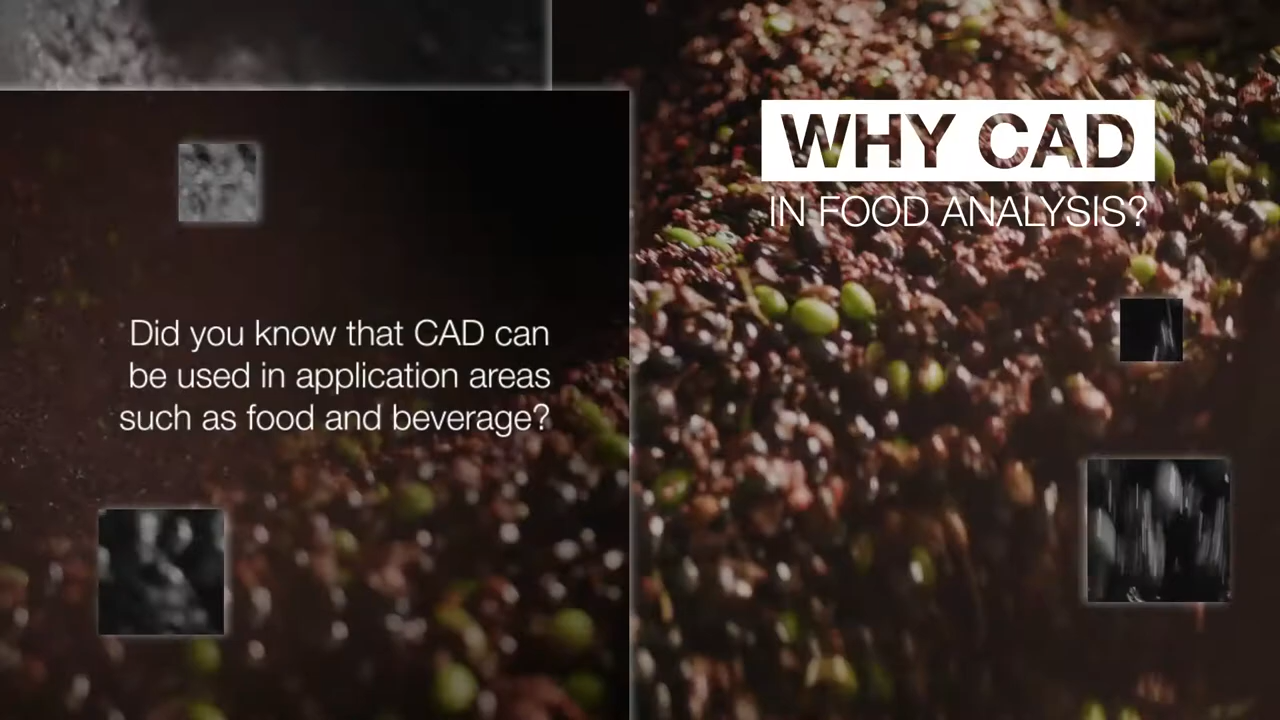 WHY CAD
IN FOOD ANALYSIS?
Did you know that CAD can
be used in application areas
such as food and beverage?